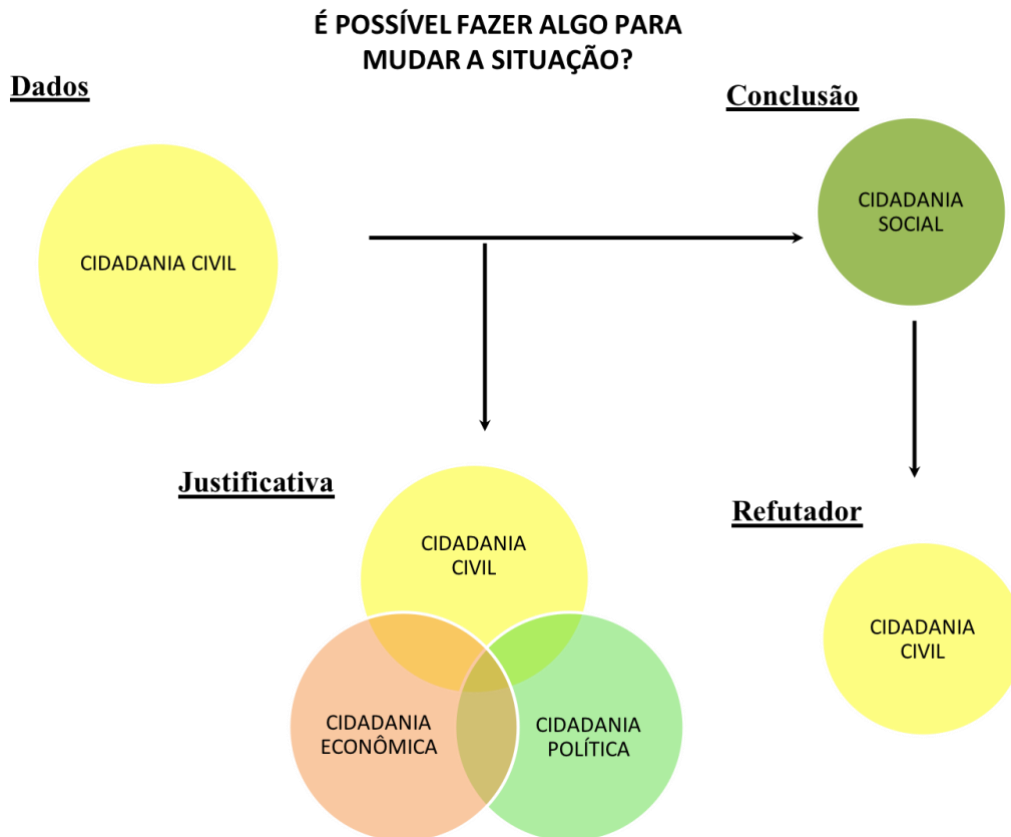 É POSSÍVEL FAZER ALGO PARA
MUDAR A SITUAÇÃO?
Dados
Conclusão
CIDADANIA CIVIL
CIDADANIA
SOCIAL
Justificativa
Refutador
CIDADANIA
CIVIL
CIDADANIA
CIVIL
CIDADANIA
ECONÔMICA
CIDADANIA
POLÍTICA